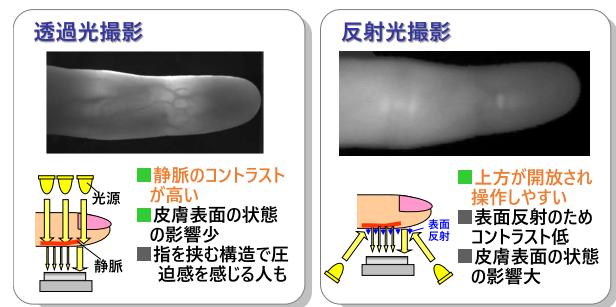 透過光撮影
光源
静脈
静脈のコントラスト
が高い
皮膚表面の状態
の影響少
指を挟む構造で圧
迫感を感じる人も
反射光撮影
表面
反射
上方が開放され
操作しやすい
表面反射のため
コントラスト低
皮膚表面の状態
の影響大